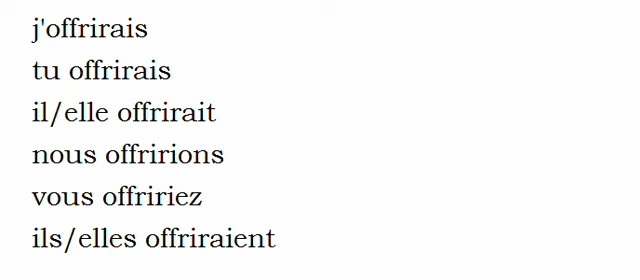 j'offrirais
tu offrirais
il/elle offrirait
nous offririons
vous offririez
ils/elles offriraient